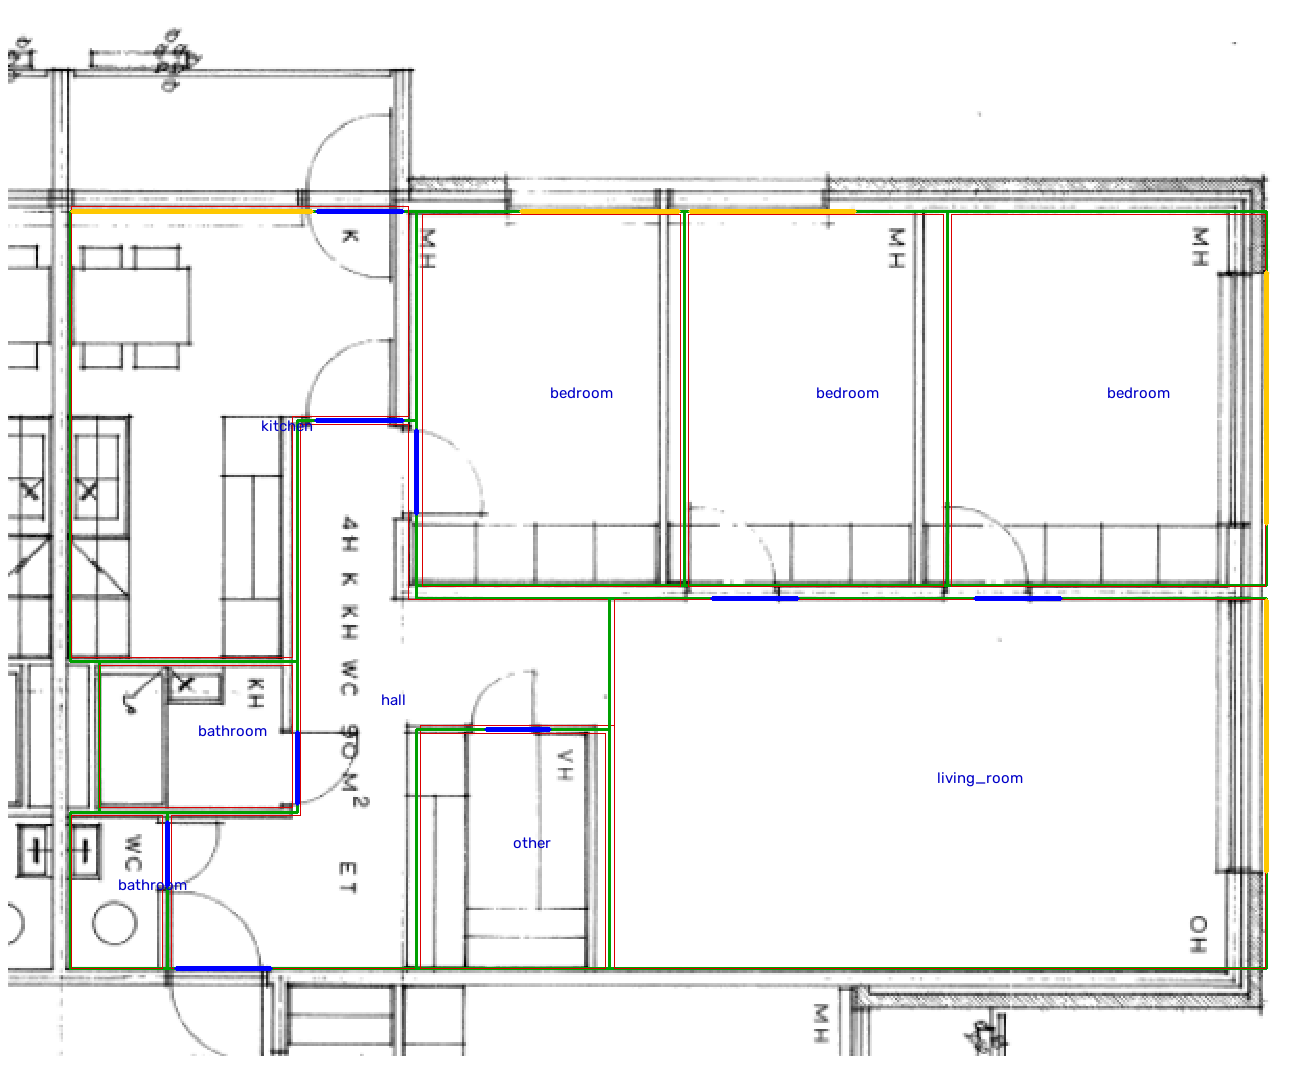 K
MH
MH
MH
bedroom
bedroom
bedroom
kitchen
4H K KH WC 90 M²
KH
hall
bathroom
VH
living_room
other
WC
bathroom
ET
OH
MH